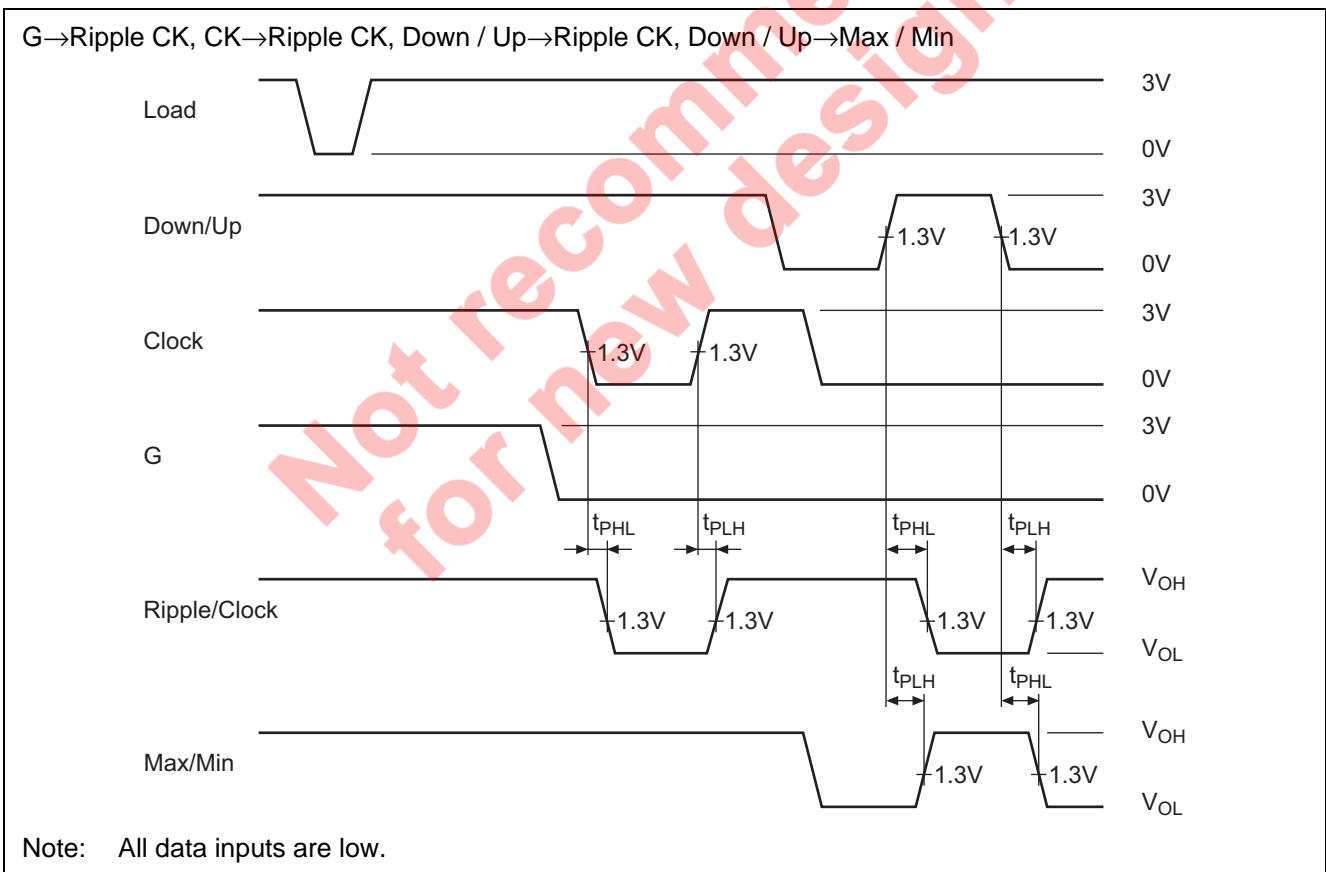 G→Ripple CK, CK→Ripple CK, Down / Up→Ripple CK, Down / Up→Max / Min
Load
3V
0V
Down/Up
1.3V
1.3V
3V
0V
Clock
1.3V
1.3V
3V
0V
G
3V
0V
tPHL
tPLH
tPHL
tPLH
Ripple/Clock
1.3V
1.3V
1.3V
1.3V
VOH
VOL
tPLH
tPHL
Max/Min
1.3V
1.3V
VOH
VOL
Note: All data inputs are low.
Not recomme
for new design